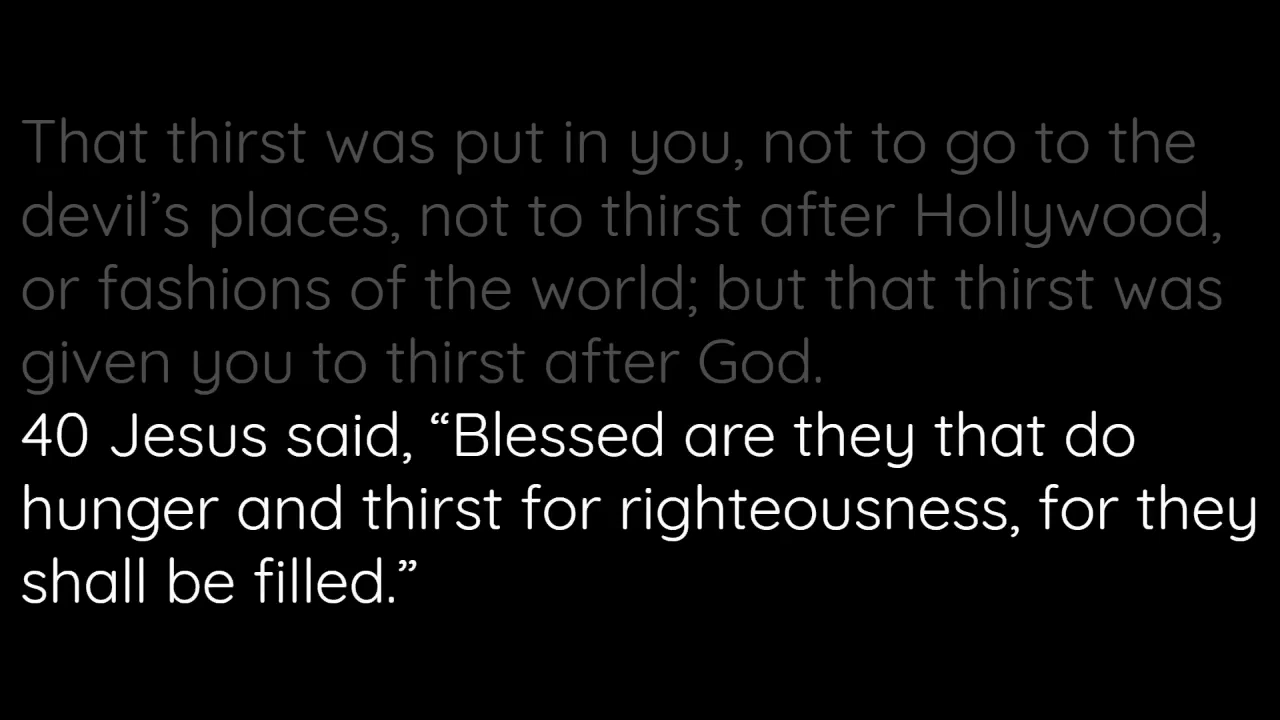 That thirst was put in you, not to go to the
devil’s places, not to thirst after Hollywood,
or fashions of the world; but that thirst was
given you to thirst after God.
40 Jesus said, “Blessed are they that do
hunger and thirst for righteousness, for they
shall be filled.”